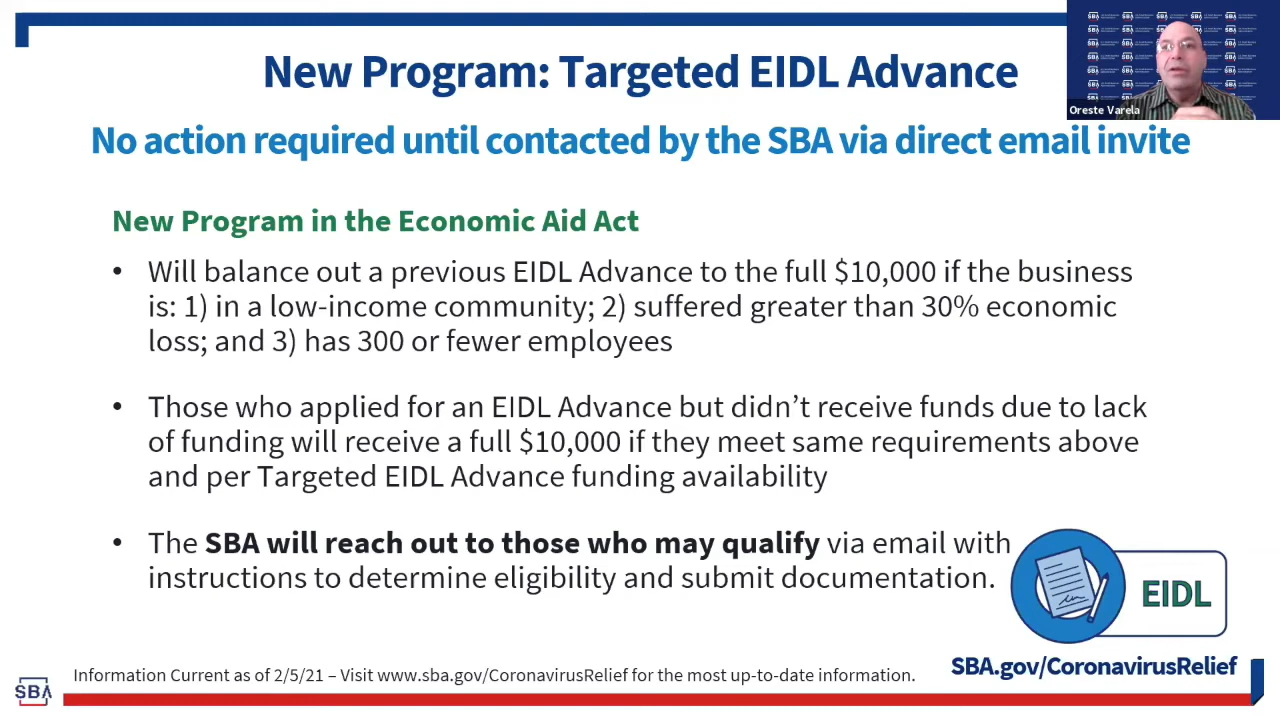 New Program: Targeted EIDL Advance
Oreste Varela
No action required until contacted by the SBA via direct email invite
New Program in the Economic Aid Act
• Will balance out a previous EIDL Advance to the full $10,000 if the business
is: 1) in a low-income community; 2) suffered greater than 30% economic
loss; and 3) has 300 or fewer employees
• Those who applied for an EIDL Advance but didn’t receive funds due to lack
of funding will receive a full $10,000 if they meet same requirements above
and per Targeted EIDL Advance funding availability
• The SBA will reach out to those who may qualify via email with
instructions to determine eligibility and submit documentation.
EIDL
SBA.gov/CoronavirusRelief
Information Current as of 2/5/21 – Visit www.sba.gov/CoronavirusRelief for the most up-to-date information.
SBA